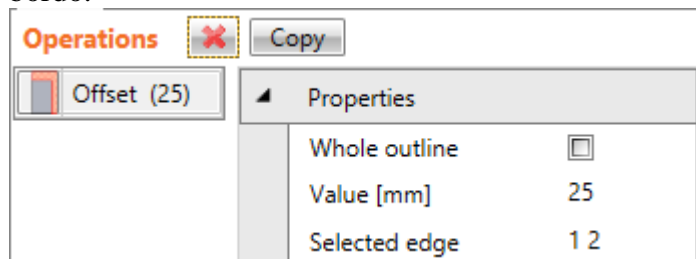 Operations Copy
Offset (25)
Properties
Whole outline
Value [mm] 25
Selected edge 1 2